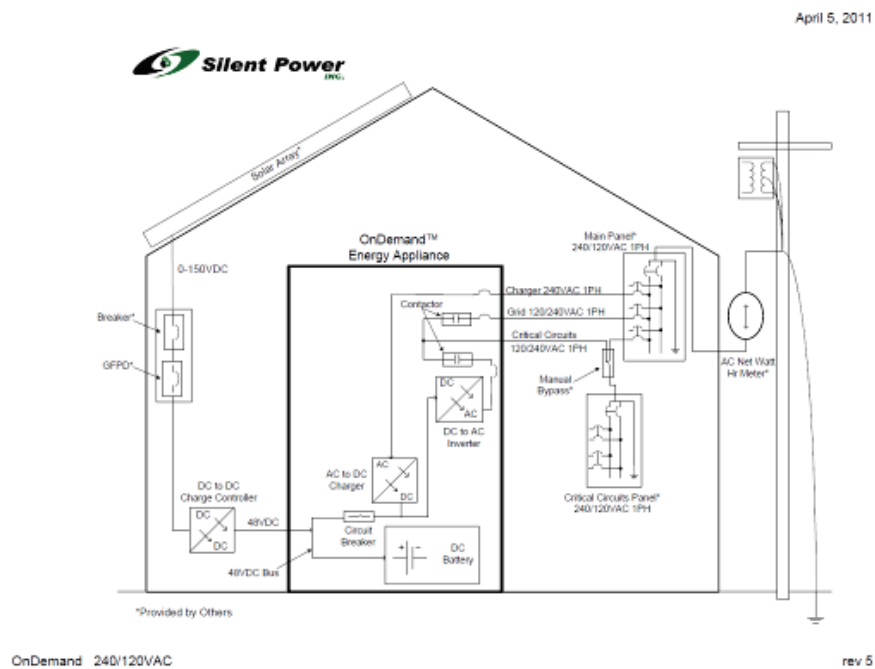 April 5, 2011
Silent Power
INC.
Solar Array*
OnDemand™
Energy Appliance
Main Panel*
240/120VAC 1PH
0-150VDC
Charger 240VAC 1PH
Contactor
Grid 120/240VAC 1PH
Breaker*
Critical Circuits
120/240VAC 1PH
GFPD*
AC Net Watt
Hr Meter*
Manual
Bypass*
DC
AC
DC to AC
Inverter
AC to DC
Charger
AC
DC
DC to DC
Charge Controller
Critical Circuits Panel*
240/120VAC 1PH
DC
DC
48VDC
Circuit
Breaker
+ -
DC
Battery
48VDC Bus
*Provided by Others
OnDemand 240/120VAC
rev 5